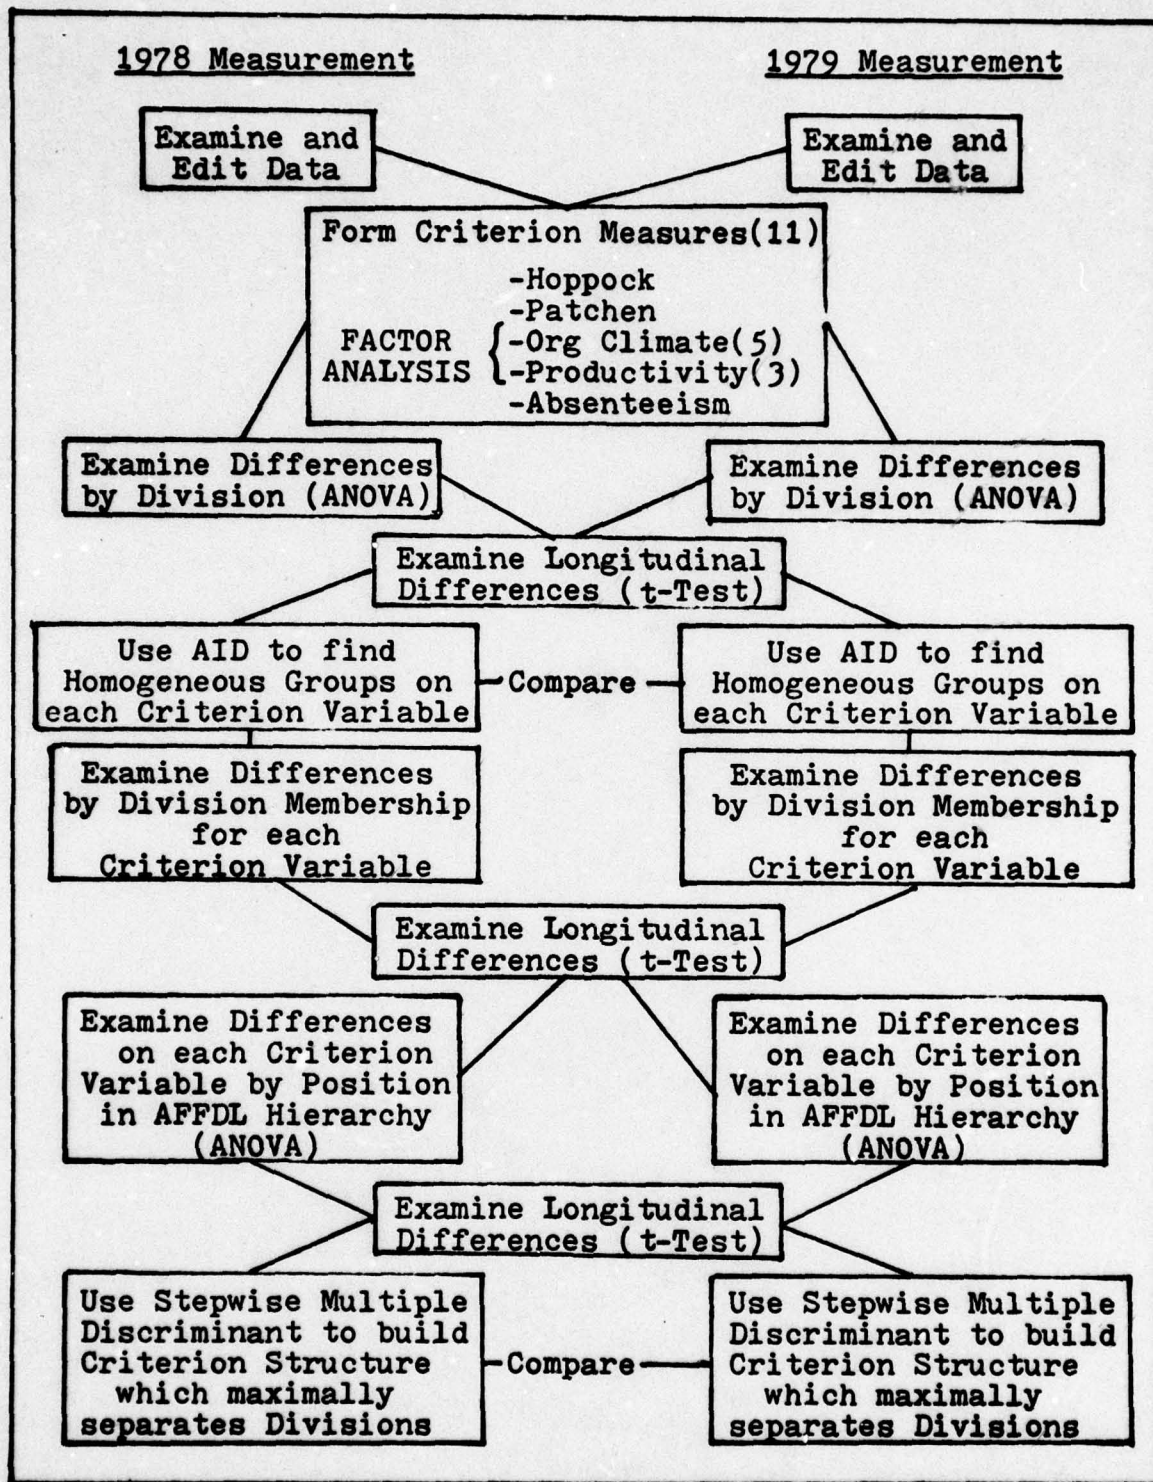 1978 Measurement
1979 Measurement
Examine and
Edit Data
Examine and
Edit Data
Form Criterion Measures(11)
-Hoppock
-Patchen
FACTOR {-Org Climate(5)
ANALYSIS -Productivity(3)
-Absenteeism
Examine Differences
by Division (ANOVA)
Examine Differences
by Division (ANOVA)
Examine Longitudinal
Differences (t-Test)
Use AID to find
Homogeneous Groups on
each Criterion Variable
Compare
Use AID to find
Homogeneous Groups on
each Criterion Variable
Examine Differences
by Division Membership
for each
Criterion Variable
Examine Differences
by Division Membership
for each
Criterion Variable
Examine Longitudinal
Differences (t-Test)
Examine Differences
on each Criterion
Variable by Position
in AFFDL Hierarchy
(ANOVA)
Examine Differences
on each Criterion
Variable by Position
in AFFDL Hierarchy
(ANOVA)
Examine Longitudinal
Differences (t-Test)
Use Stepwise Multiple
Discriminant to build
Criterion Structure
which maximally
separates Divisions
Compare
Use Stepwise Multiple
Discriminant to build
Criterion Structure
which maximally
separates Divisions